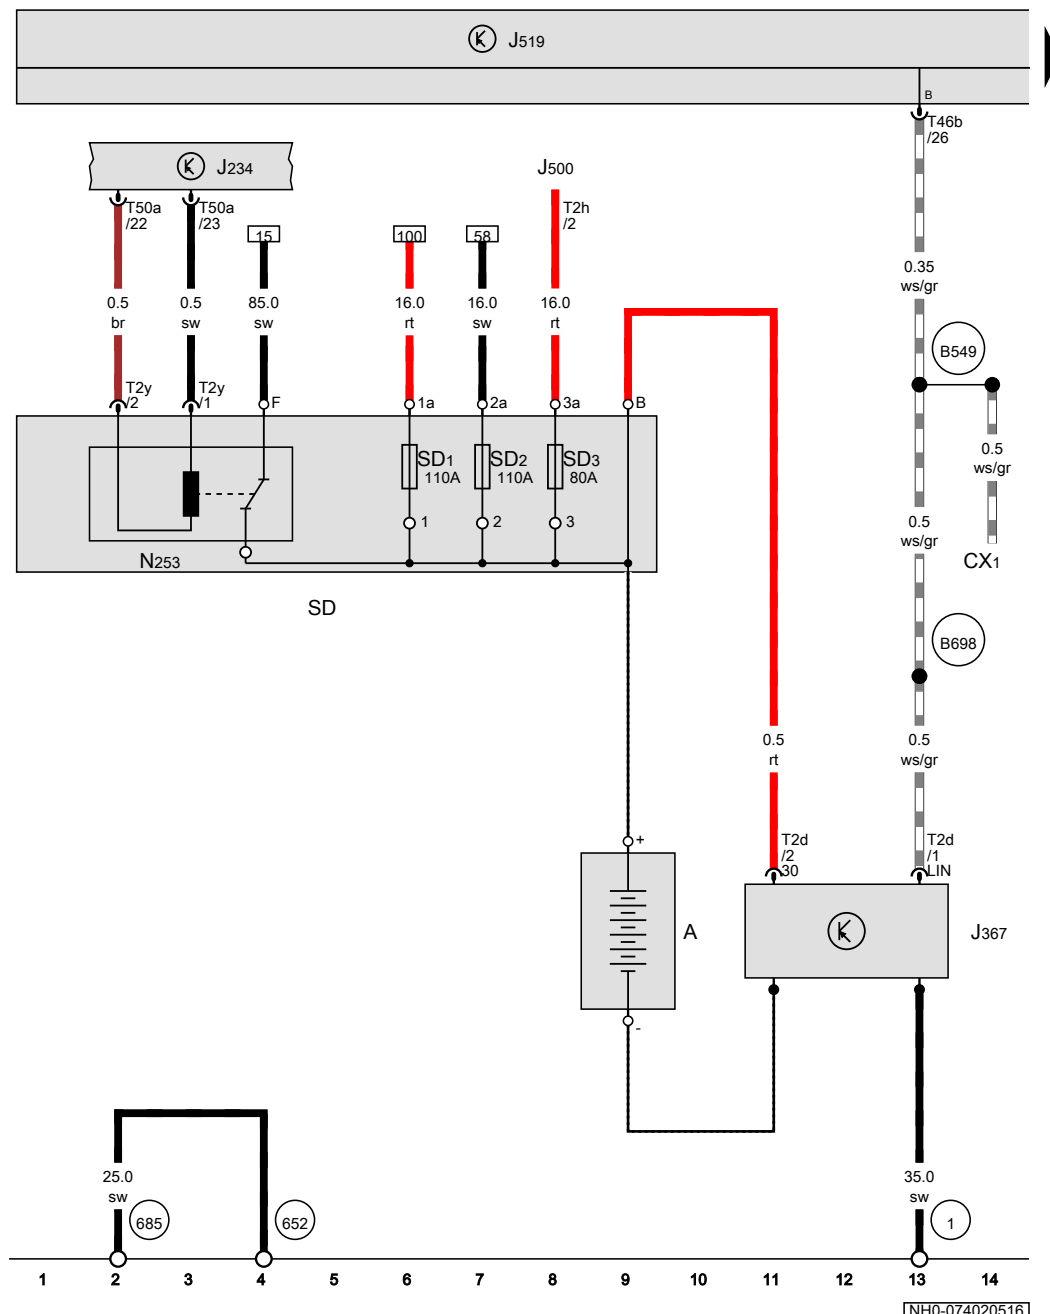 J519
B
T46b
/26
J234
J500
T50a
/22
T50a
/23
T2h
/2
15
100
58
0.35
ws/gr
0.5
br
0.5
sw
85.0
sw
16.0
rt
16.0
sw
16.0
rt
B549
T2y
/2
T2y
/1
F
1a
2a
3a
B
0.5
ws/gr
SD1
110A
SD2
110A
SD3
80A
1
2
3
0.5
ws/gr
N253
CX1
SD
B698
0.5
rt
0.5
ws/gr
+
T2d
/2
30
T2d
/1
LIN
A
J367
-
25.0
sw
35.0
sw
685
652
1
1 2 3 4 5 6 7 8 9 10 11 12 13 14
NH0-074020516